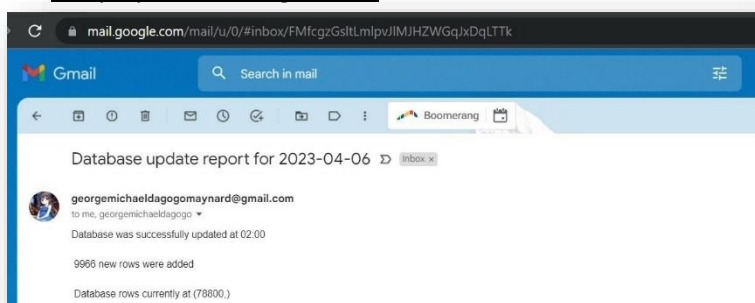 mail.google.com/mail/u/0/#inbox/FMfcgzGsltLmlpvJlMJHZWGqJxDqLTTk
Gmail
Search in mail
Boomerang
Database update report for 2023-04-06 Inbox x
georgemichaeldagogomaynard@gmail.com
to me, georgemichaeldagogo
Database was successfully updated at 02:00
9966 new rows were added
Database rows currently at (78800,)